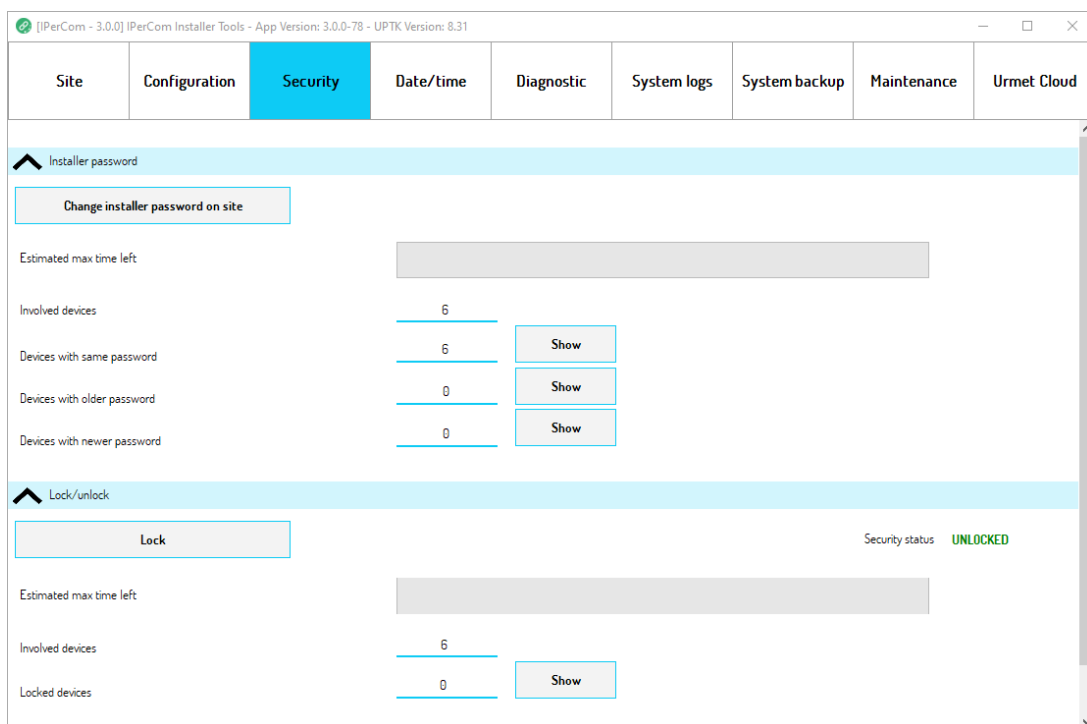 [IPerCom - 3.0.0] IPerCom Installer Tools - App Version: 3.0.0-78 - UPTK Version: 8.31
Site Configuration Security Date/time Diagnostic System logs System backup Maintenance Urmet Cloud
Installer password
Change installer password on site
Estimated max time left
Involved devices 6
Devices with same password 6 Show
Devices with older password 0 Show
Devices with newer password 0 Show
Lock/unlock
Lock Security status UNLOCKED
Estimated max time left
Involved devices 6
Locked devices 0 Show